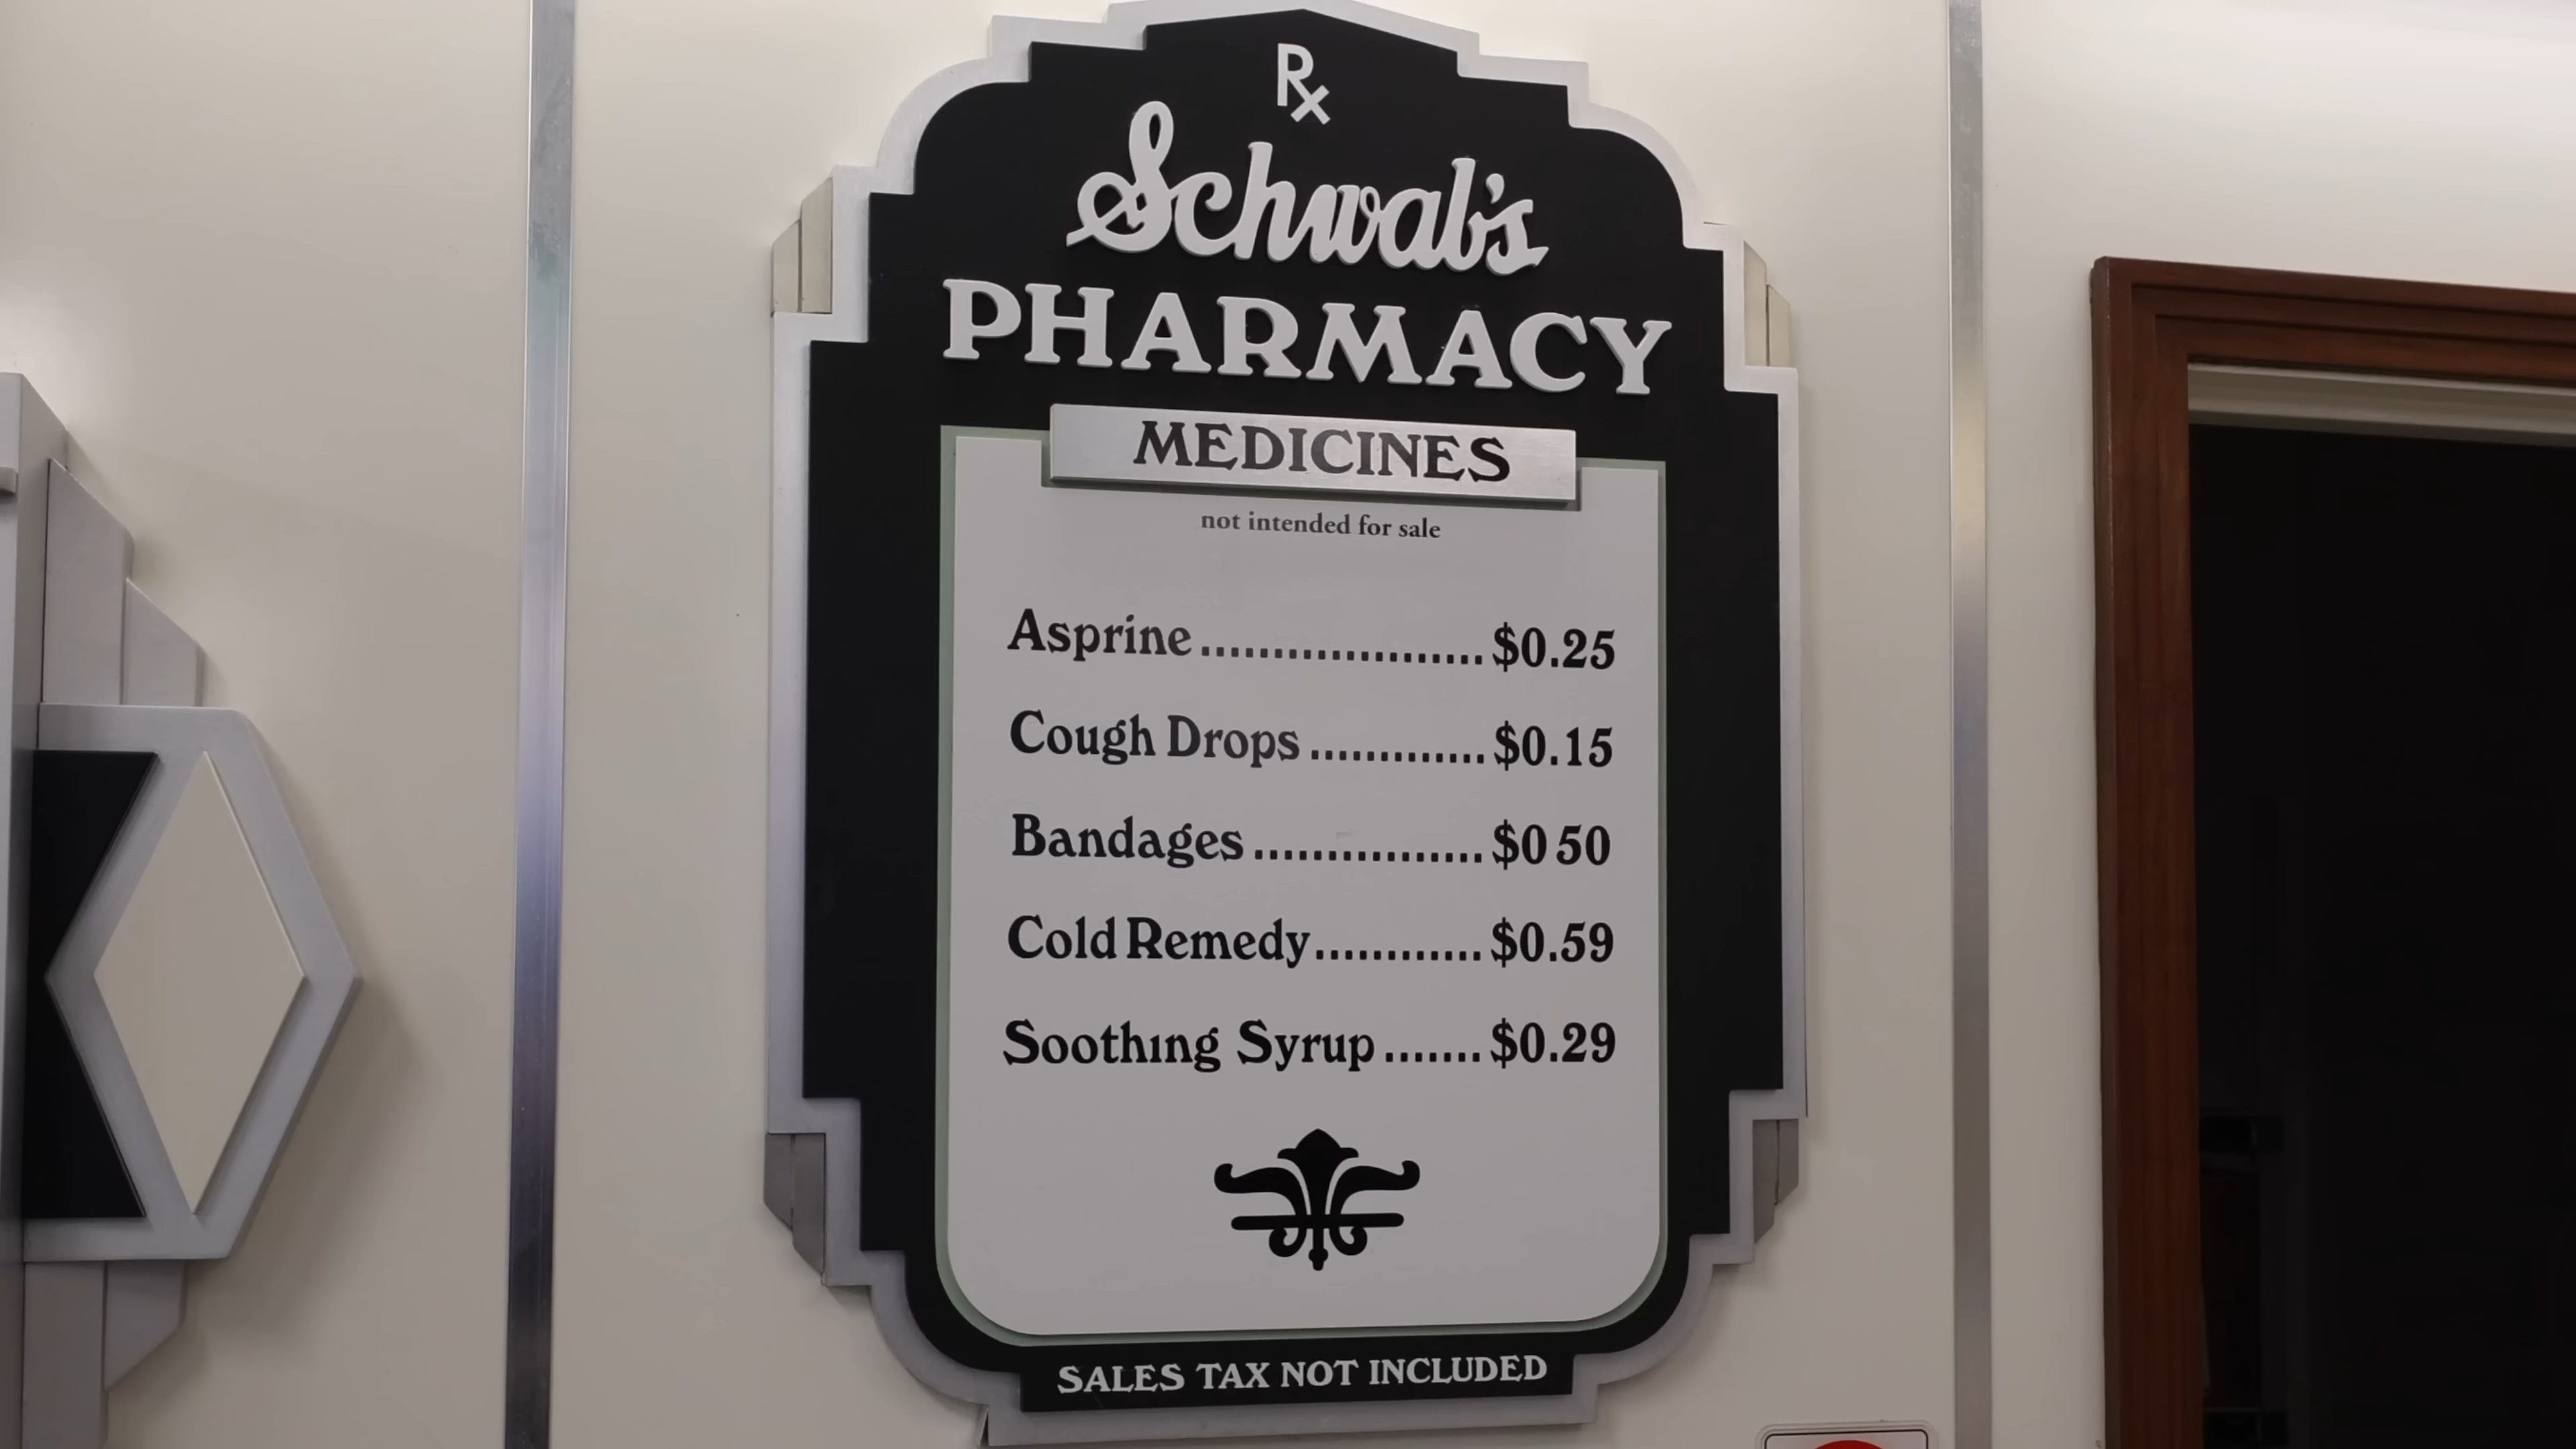 Rx
Schwab's
PHARMACY
MEDICINES
not intended for sale
Asprine....................$0.25
Cough Drops.............$0.15
Bandages................$0 50
Cold Remedy............$0.59
Soothing Syrup.......$0.29
SALES TAX NOT INCLUDED